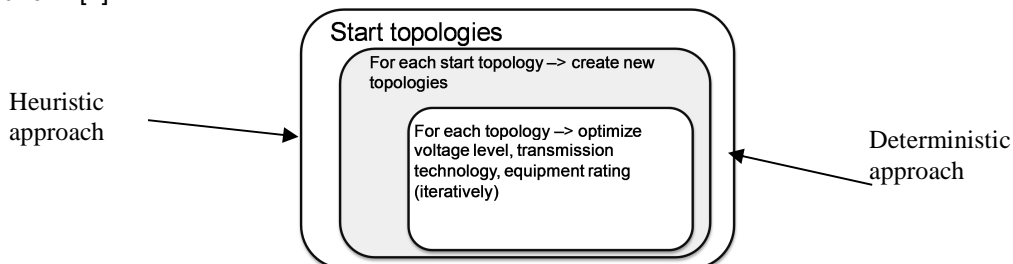 Start topologies
For each start topology –> create new
topologies
Heuristic
approach
For each topology –> optimize
voltage level, transmission
technology, equipment rating
(iteratively)
Deterministic
approach